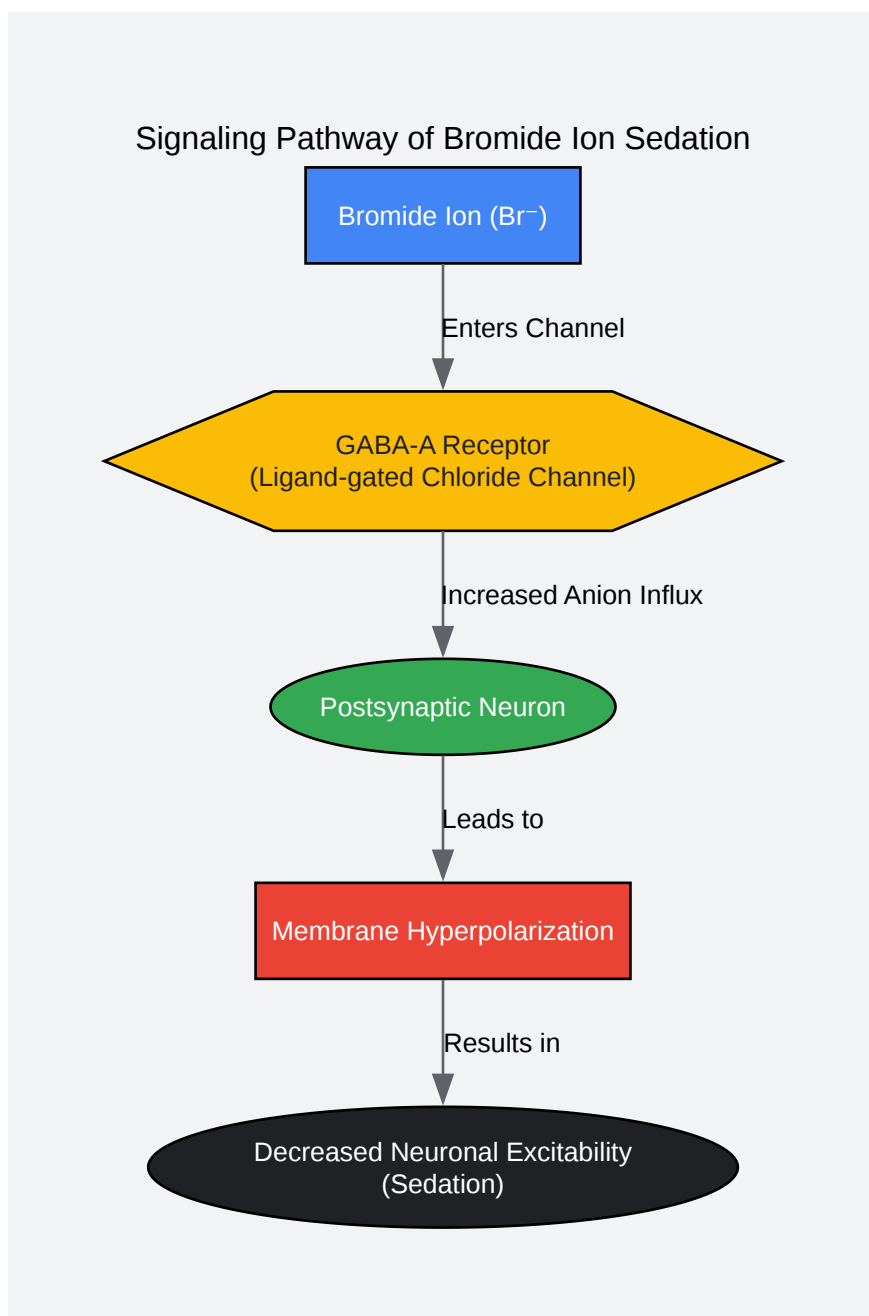 Signaling Pathway of Bromide Ion Sedation
Bromide Ion (Br⁻)
Enters Channel
GABA-A Receptor
(Ligand-gated Chloride Channel)
Increased Anion Influx
Postsynaptic Neuron
Leads to
Membrane Hyperpolarization
Results in
Decreased Neuronal Excitability
(Sedation)